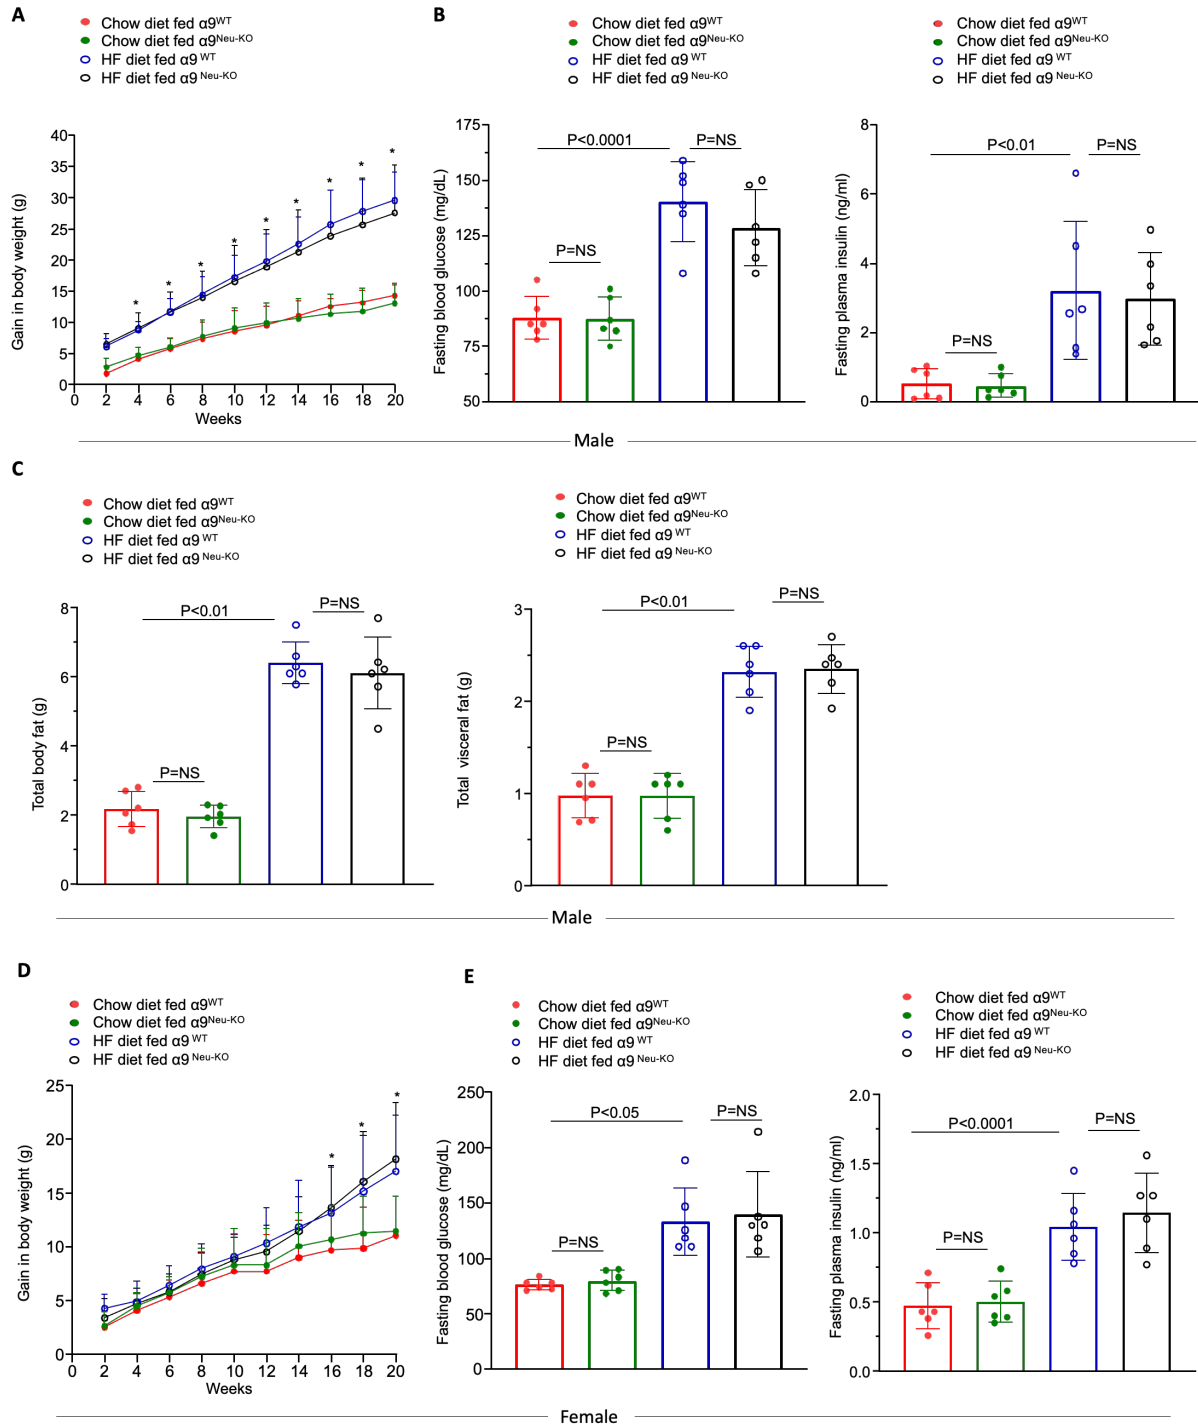 A
Chow diet fed α9WT
Chow diet fed α9Neu-KO
HF diet fed α9 WT
HF diet fed α9 Neu-KO
Gain in body weight (g)
40
35
30
25
20
15
10
5
0
* * * * * * * * *
0 2 4 6 8 10 12 14 16 18 20
Weeks
B
Chow diet fed α9WT
Chow diet fed α9Neu-KO
HF diet fed α9 WT
HF diet fed α9 Neu-KO
Fasting blood glucose (mg/dL)
175
150
125
100
75
50
P<0.0001
P=NS
P=NS
Chow diet fed α9WT
Chow diet fed α9Neu-KO
HF diet fed α9 WT
HF diet fed α9 Neu-KO
Fasting plasma insulin (ng/ml)
8
6
4
2
0
P<0.01
P=NS
P=NS
Male
C
Chow diet fed α9WT
Chow diet fed α9Neu-KO
HF diet fed α9 WT
HF diet fed α9 Neu-KO
Total body fat (g)
8
6
4
2
0
P<0.01
P=NS
P=NS
Chow diet fed α9WT
Chow diet fed α9Neu-KO
HF diet fed α9 WT
HF diet fed α9 Neu-KO
Total visceral fat (g)
3
2
1
0
P<0.01
P=NS
P=NS
Male
D
Chow diet fed α9WT
Chow diet fed α9Neu-KO
HF diet fed α9 WT
HF diet fed α9 Neu-KO
Gain in body weight (g)
25
20
15
10
5
0
* * *
0 2 4 6 8 10 12 14 16 18 20
Weeks
E
Chow diet fed α9WT
Chow diet fed α9Neu-KO
HF diet fed α9 WT
HF diet fed α9 Neu-KO
Fasting blood glucose (mg/dL)
250
200
150
100
50
0
P<0.05
P=NS
P=NS
Chow diet fed α9WT
Chow diet fed α9Neu-KO
HF diet fed α9 WT
HF diet fed α9 Neu-KO
Fasting plasma insulin (ng/ml)
2.0
1.5
1.0
0.5
0.0
P<0.0001
P=NS
P=NS
Female